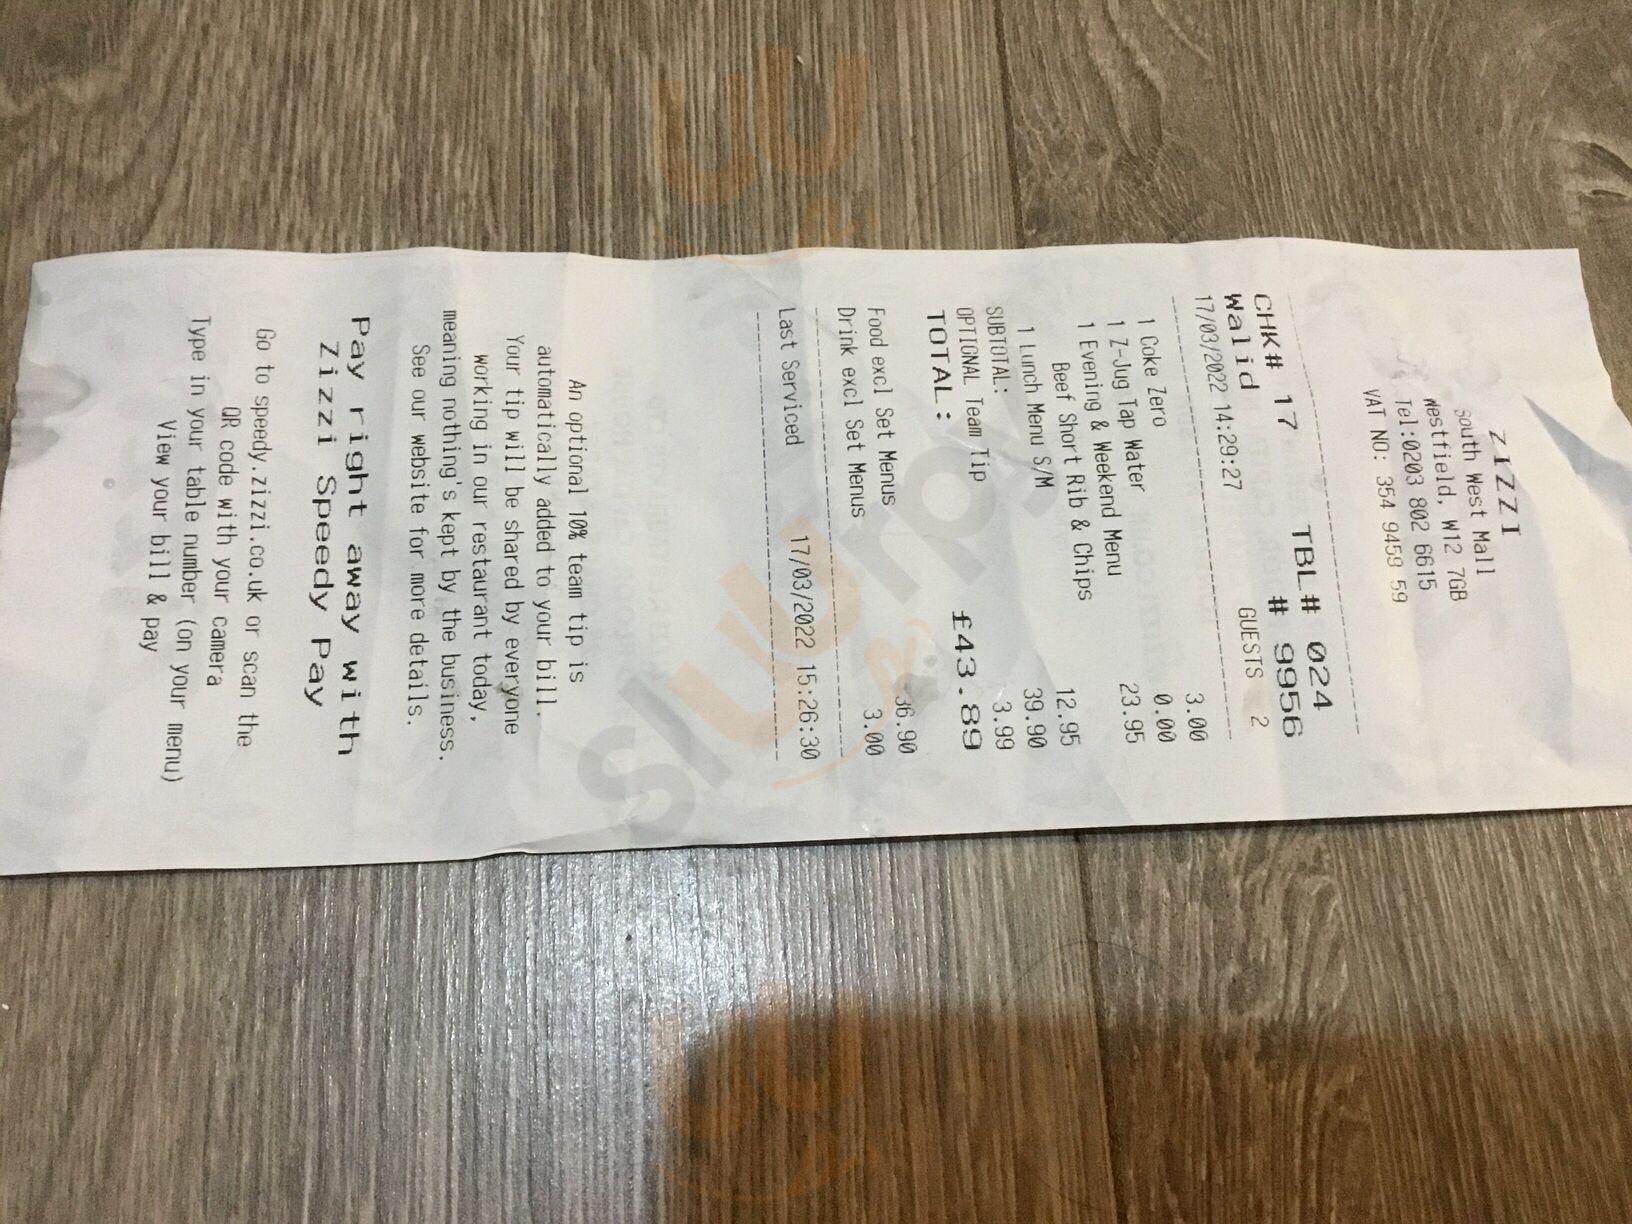 ZIZZI
South West Mall
Westfield, W12 7GB
Tel:0203 802 6615
VAT NO: 354 9459 59
CHK# 17 TBL# 024
Walid # 9956
17/03/2022 14:29:27 GUESTS 2
1 Coke Zero 3.00
1 Z-Jug Tap Water 0.00
1 Evening & Weekend Menu 23.95
Beef Short Rib & Chips
1 Lunch Menu S/M 12.95
SUBTOTAL: 39.90
OPTIONAL Team Tip 3.99
TOTAL: £43.89
Food excl Set Menus 36.90
Drink excl Set Menus 3.00
Last Serviced 17/03/2022 15:26:30
An optional 10% team tip is
automatically added to your bill.
Your tip will be shared by everyone
working in our restaurant today,
meaning nothing's kept by the business.
See our website for more details.
Pay right away with
Zizzi Speedy Pay
Go to speedy.zizzi.co.uk or scan the
QR code with your camera
Type in your table number (on your menu)
View your bill & pay
sluurpy